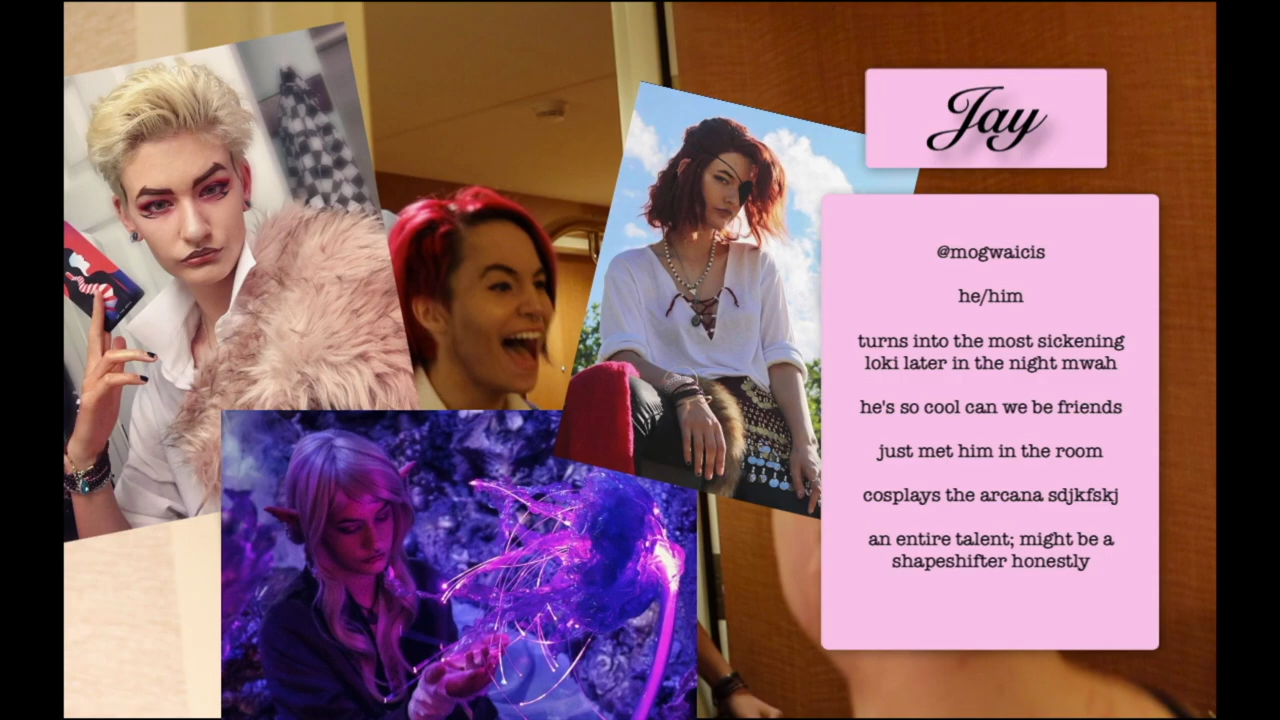 Jay
@mogwaicis
he/him
turns into the most sickening
loki later in the night mwah
he's so cool can we be friends
just met him in the room
cosplays the arcana sdjkfskj
an entire talent; might be a
shapeshifter honestly